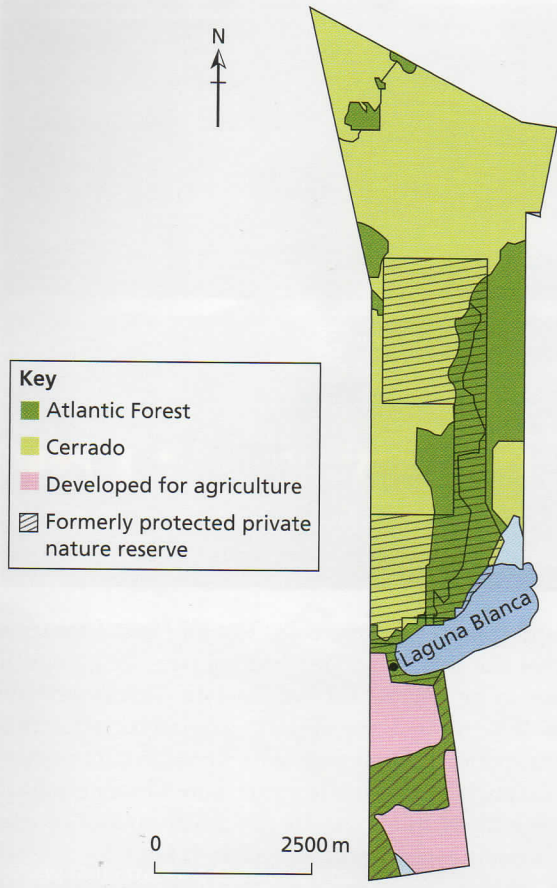 N
Key
Atlantic Forest
Cerrado
Developed for agriculture
Formerly protected private
nature reserve
Laguna Blanca
0 2500 m